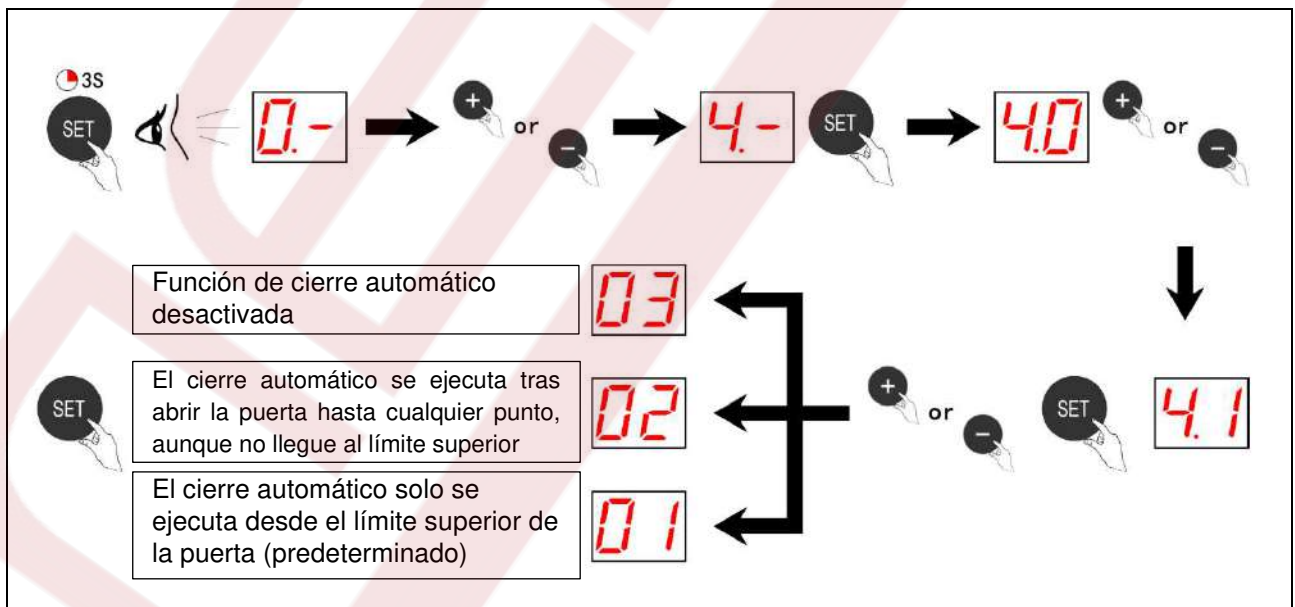 3S
SET
0.-
+ or -
4.-
SET
4.0
+ or -
Función de cierre automático
desactivada
03
SET
El cierre automático se ejecuta tras
abrir la puerta hasta cualquier punto,
aunque no llegue al límite superior
02
+ or -
SET
4.1
El cierre automático solo se
ejecuta desde el límite superior de
la puerta (predeterminado)
01